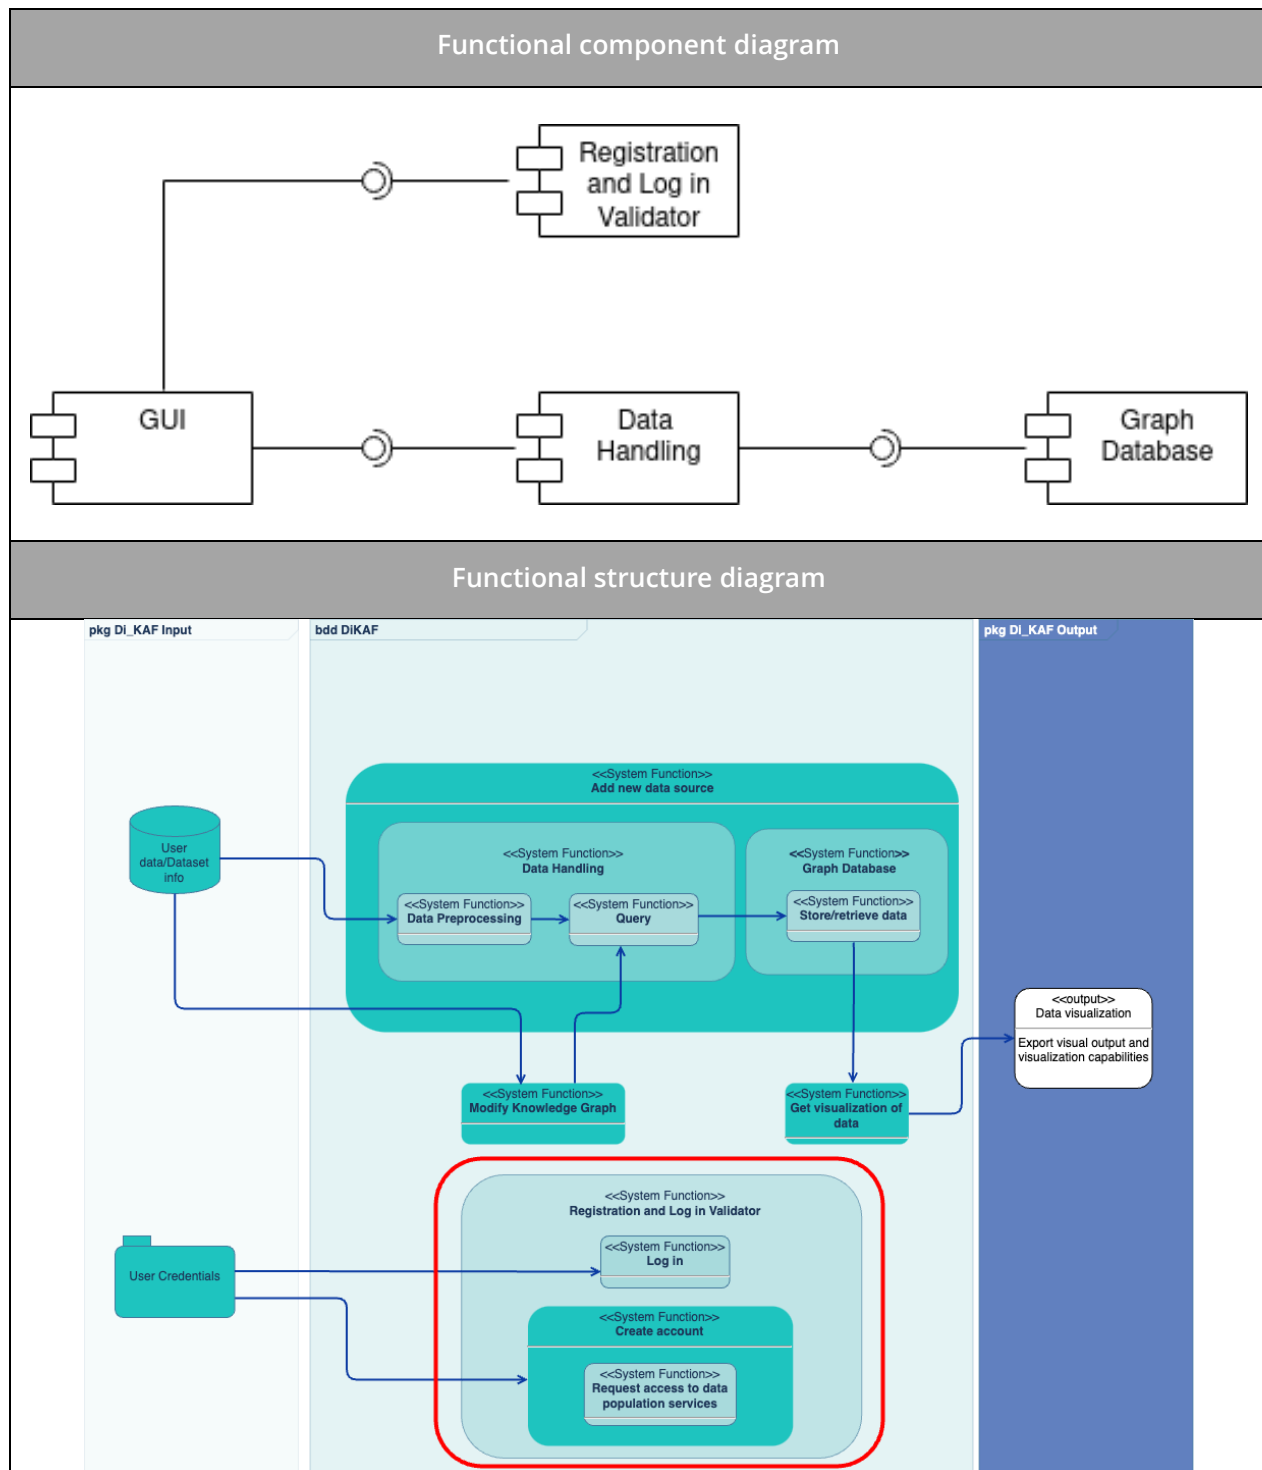 Functional component diagram
Registration
and Log in
Validator
GUI
Data
Handling
Graph
Database
Functional structure diagram
pkg Di_KAF Input
bdd DiKAF
pkg Di_KAF Output
<<System Function>>
Add new data source
User
data/Dataset
info
<<System Function>>
Data Handling
<<System Function>>
Graph Database
<<System Function>>
Data Preprocessing
<<System Function>>
Query
<<System Function>>
Store/retrieve data
<<output>>
Data visualization
Export visual output and
visualization capabilities
<<System Function>>
Modify Knowledge Graph
<<System Function>>
Get visualization of
data
<<System Function>>
Registration and Log in Validator
<<System Function>>
Log in
User Credentials
<<System Function>>
Create account
<<System Function>>
Request access to data
population services